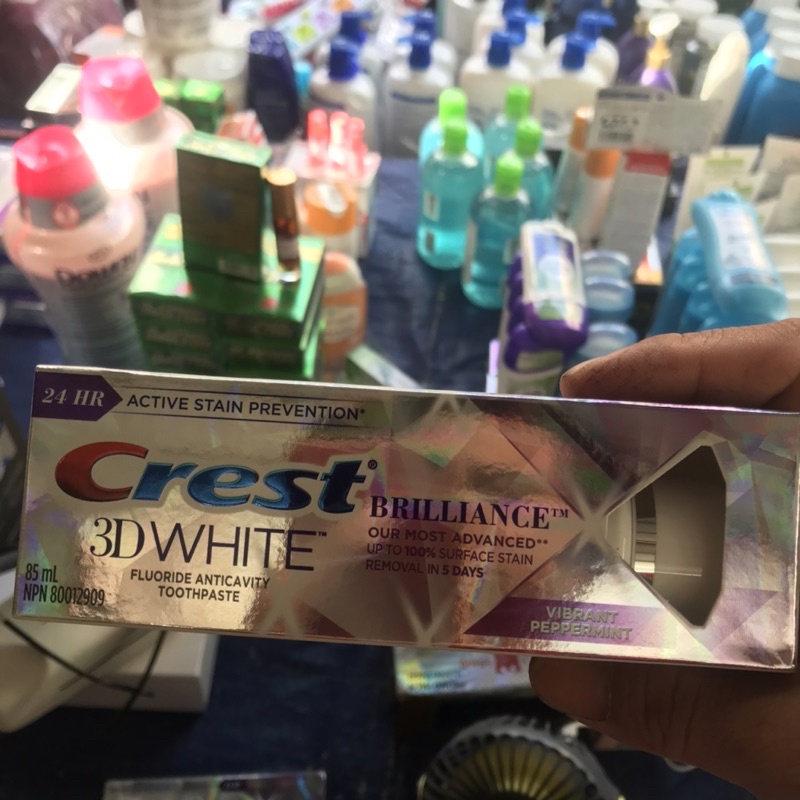 24 HR
ACTIVE STAIN PREVENTION*
Crest®
BRILLIANCE™
3D WHITE™
OUR MOST ADVANCED**
UP TO 100% SURFACE STAIN
REMOVAL IN 5 DAYS
FLUORIDE ANTICAVITY
TOOTHPASTE
85 mL
NPN 80012909
VIBRANT
PEPPERMINT